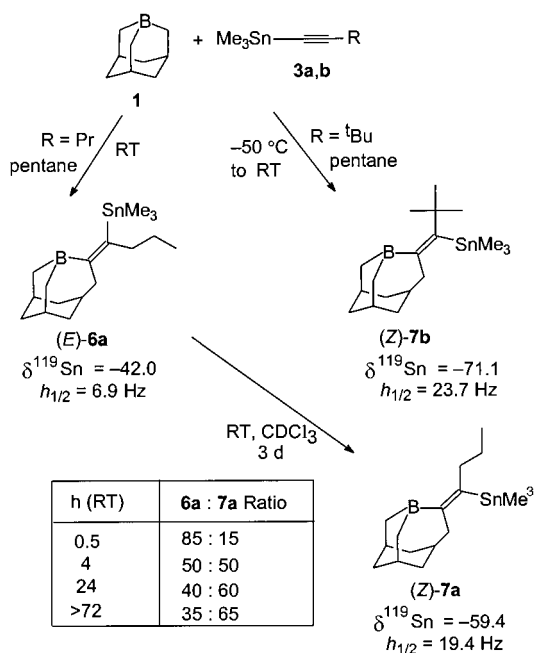 B
+ Me₃Sn R
1
3a,b
R = Pr
pentane
RT
–50 °C
to RT
R = ᵗBu
pentane
SnMe₃
B
(E)-6a
δ¹¹⁹Sn = –42.0
h₁/₂ = 6.9 Hz
B
SnMe₃
(Z)-7b
δ¹¹⁹Sn = –71.1
h₁/₂ = 23.7 Hz
RT, CDCl₃
3 d
h (RT) 6a : 7a Ratio
0.5 85 : 15
4 50 : 50
24 40 : 60
>72 35 : 65
B
SnMe³
(Z)-7a
δ¹¹⁹Sn = –59.4
h₁/₂ = 19.4 Hz